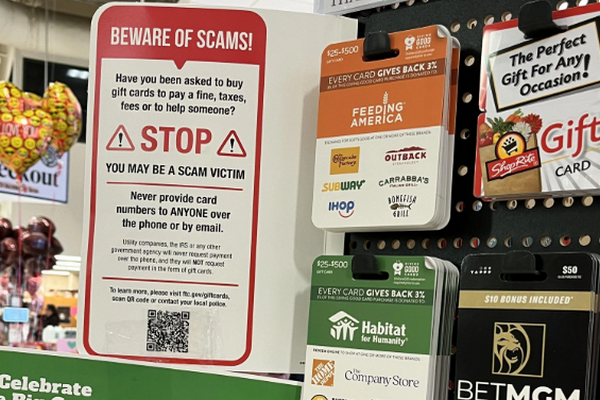 BEWARE OF SCAMS!
Have you been asked to buy
gift cards to pay a fine, taxes,
fees or to help someone?
STOP
YOU MAY BE A SCAM VICTIM
Never provide card
numbers to ANYONE over
the phone or by email.
Utility companies, the IRS or any other
government agency will never request payment
over the phone, and they will NOT request
payment in the form of gift cards.
To learn more, please visit ftc.gov/giftcards,
scan QR code or contact your local police.
Celebrate
$25-$500
GIVING
GOOD
EVERY CARD GIVES BACK 3%
FEEDING
AMERICA
OUTBACK
SUBWAY
CARRABBA'S
ITALIAN GRILL
IHOP
BONEFISH
GRILL
The Perfect
Gift For Any
Occasion!
ShopRite
Gift
CARD
$25-$500
EVERY CARD GIVES BACK 3%
Habitat
for Humanity
The Company Store
$50
$10 BONUS INCLUDED
BETMGM
LOVE YOU